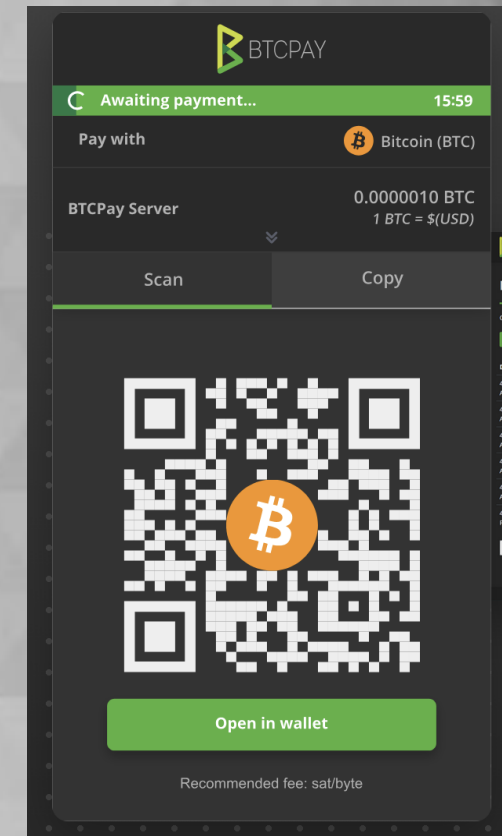 BTCPAY
Awaiting payment... 15:59
Pay with Bitcoin (BTC)
BTCPay Server 0.0000010 BTC
1 BTC = $(USD)
Scan Copy
Open in wallet
Recommended fee: sat/byte